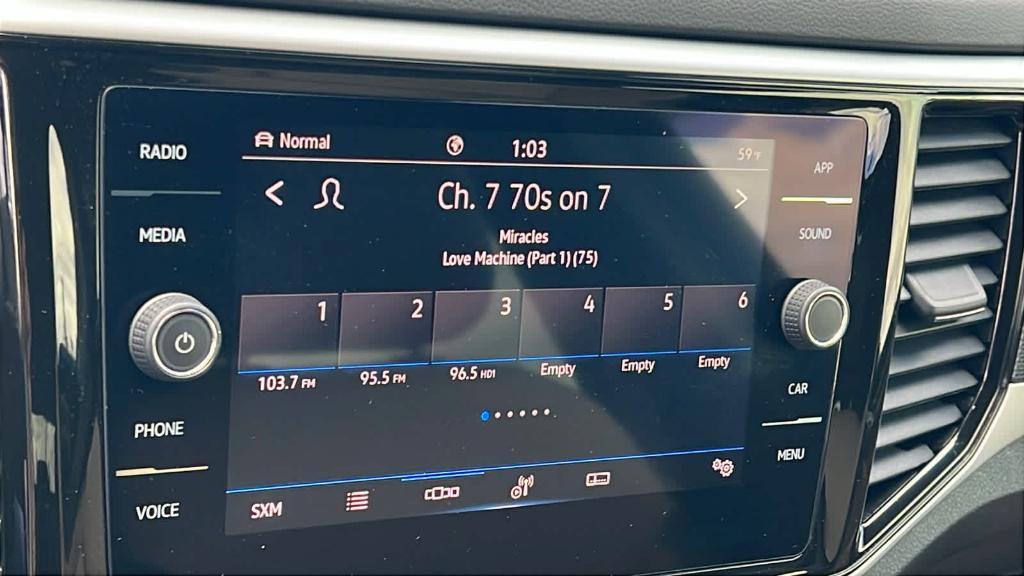 RADIO
MEDIA
PHONE
VOICE
Normal
1:03
59°F
Ch. 7 70s on 7
Miracles
Love Machine (Part 1) (75)
1 2 3 4 5 6
103.7 FM 95.5 FM 96.5 HD1 Empty Empty Empty
SXM
APP
SOUND
CAR
MENU